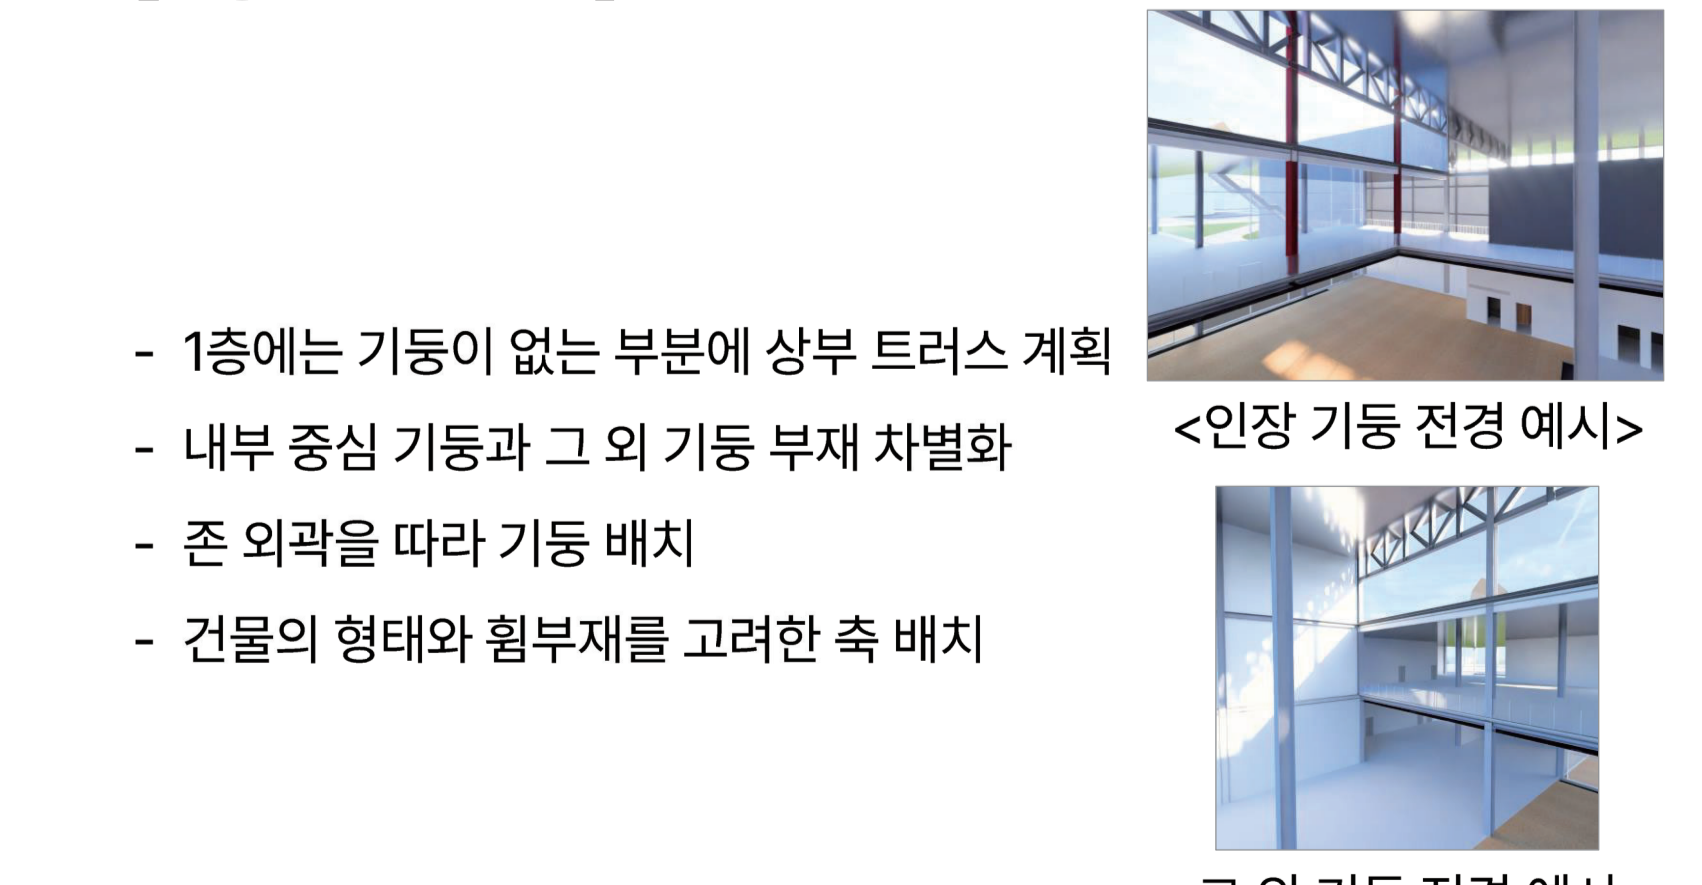 - 1층에는 기둥이 없는 부분에 상부 트러스 계획
- 내부 중심 기둥과 그 외 기둥 부재 차별화
- 존 외곽을 따라 기둥 배치
- 건물의 형태와 휨부재를 고려한 축 배치
<인장 기둥 전경 예시>